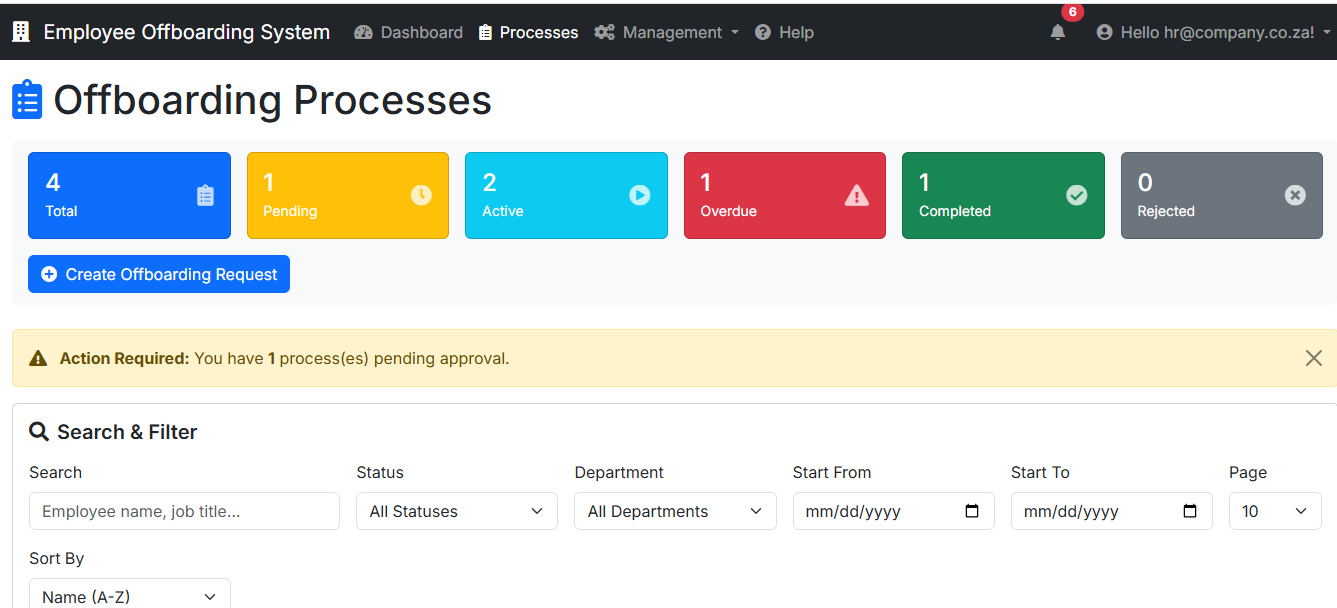 Employee Offboarding System Dashboard Processes Management Help 6 Hello hr@company.co.za!
Offboarding Processes
4 1 2 1 1 0
Total Pending Active Overdue Completed Rejected
Create Offboarding Request
Action Required: You have 1 process(es) pending approval.
Search & Filter
Search Status Department Start From Start To Page
Employee name, job title... All Statuses All Departments mm/dd/yyyy mm/dd/yyyy 10
Sort By
Name (A-Z)